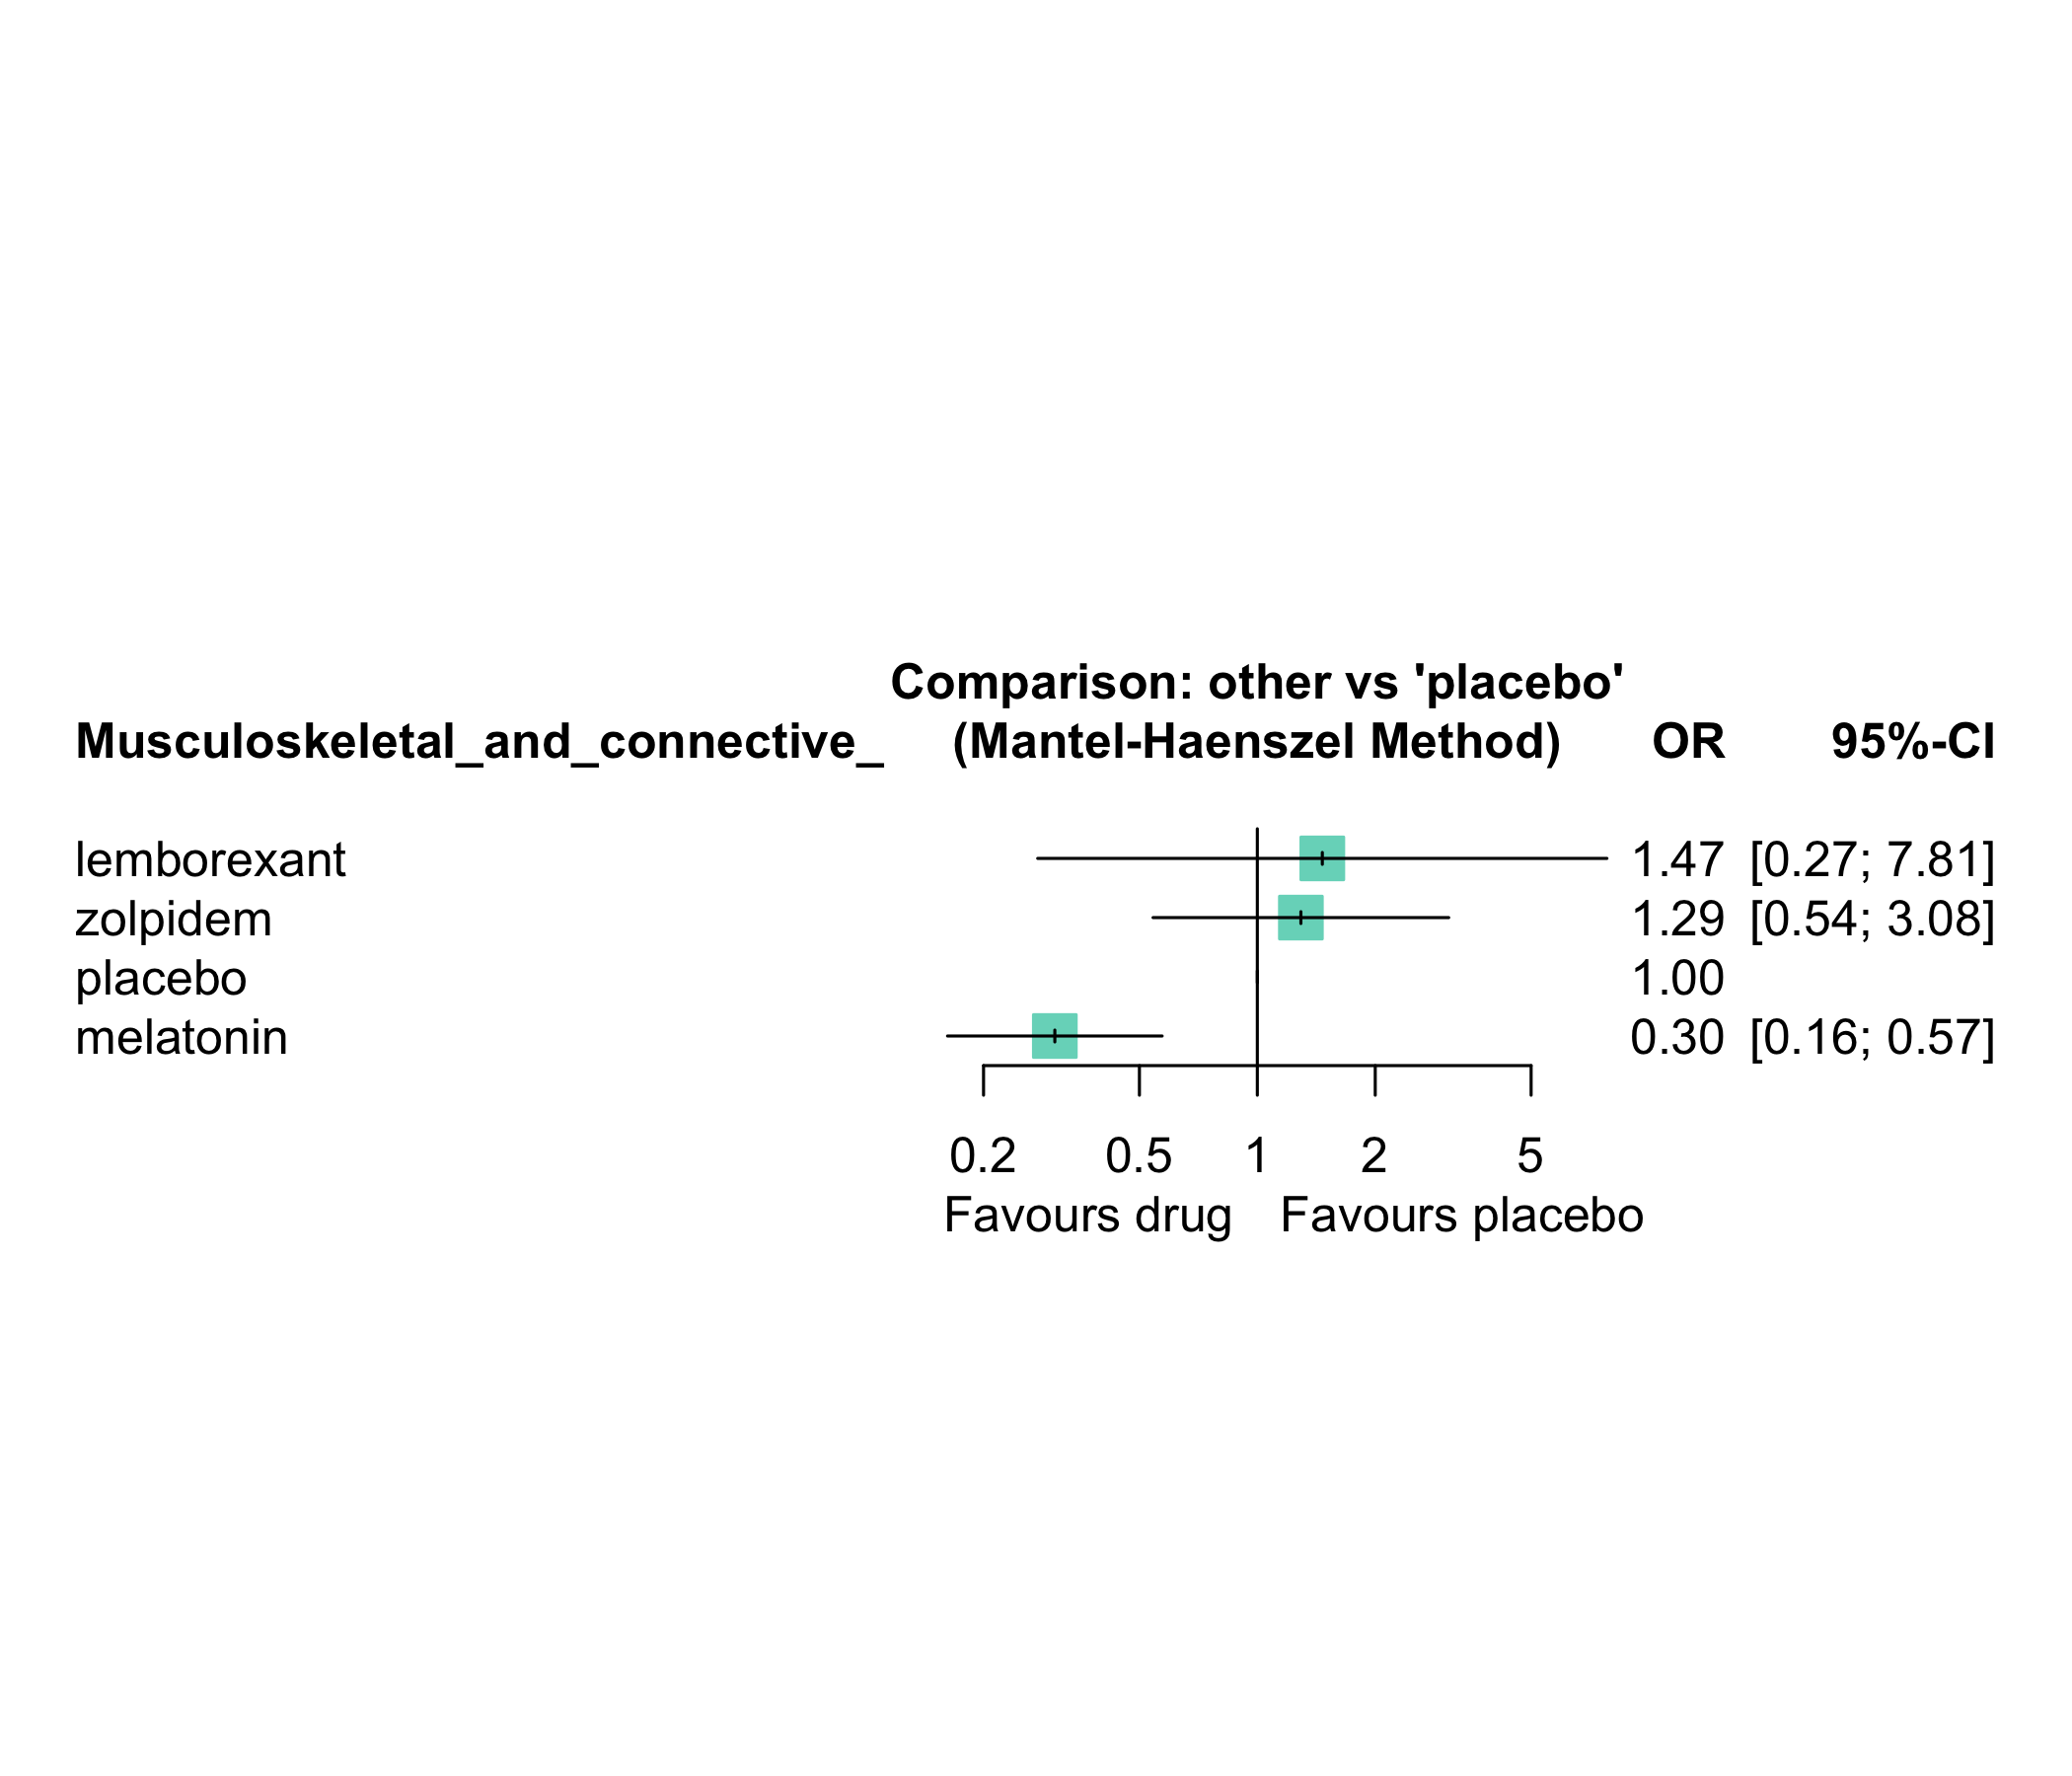 Comparison: other vs 'placebo'
Musculoskeletal_and_connective_ (Mantel-Haenszel Method) OR 95%-CI
lemborexant 1.47 [0.27; 7.81]
zolpidem 1.29 [0.54; 3.08]
placebo 1.00
melatonin 0.30 [0.16; 0.57]
0.2 0.5 1 2 5
Favours drug Favours placebo